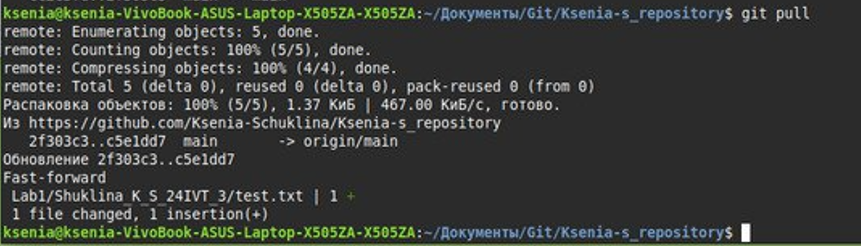 ksenia@ksenia-VivoBook-ASUS-Laptop-X505ZA-X505ZA:~/Документы/Git/Ksenia-s_repository$ git pull
remote: Enumerating objects: 5, done.
remote: Counting objects: 100% (5/5), done.
remote: Compressing objects: 100% (4/4), done.
remote: Total 5 (delta 0), reused 0 (delta 0), pack-reused 0 (from 0)
Распаковка объектов: 100% (5/5), 1.37 КиБ | 467.00 КиБ/с, готово.
Из https://github.com/Ksenia-Schuklina/Ksenia-s_repository
   2f303c3..c5e1dd7  main       -> origin/main
Обновление 2f303c3..c5e1dd7
Fast-forward
 Lab1/Shuklina_K_S_24IVT_3/test.txt | 1 +
 1 file changed, 1 insertion(+)
ksenia@ksenia-VivoBook-ASUS-Laptop-X505ZA-X505ZA:~/Документы/Git/Ksenia-s_repository$